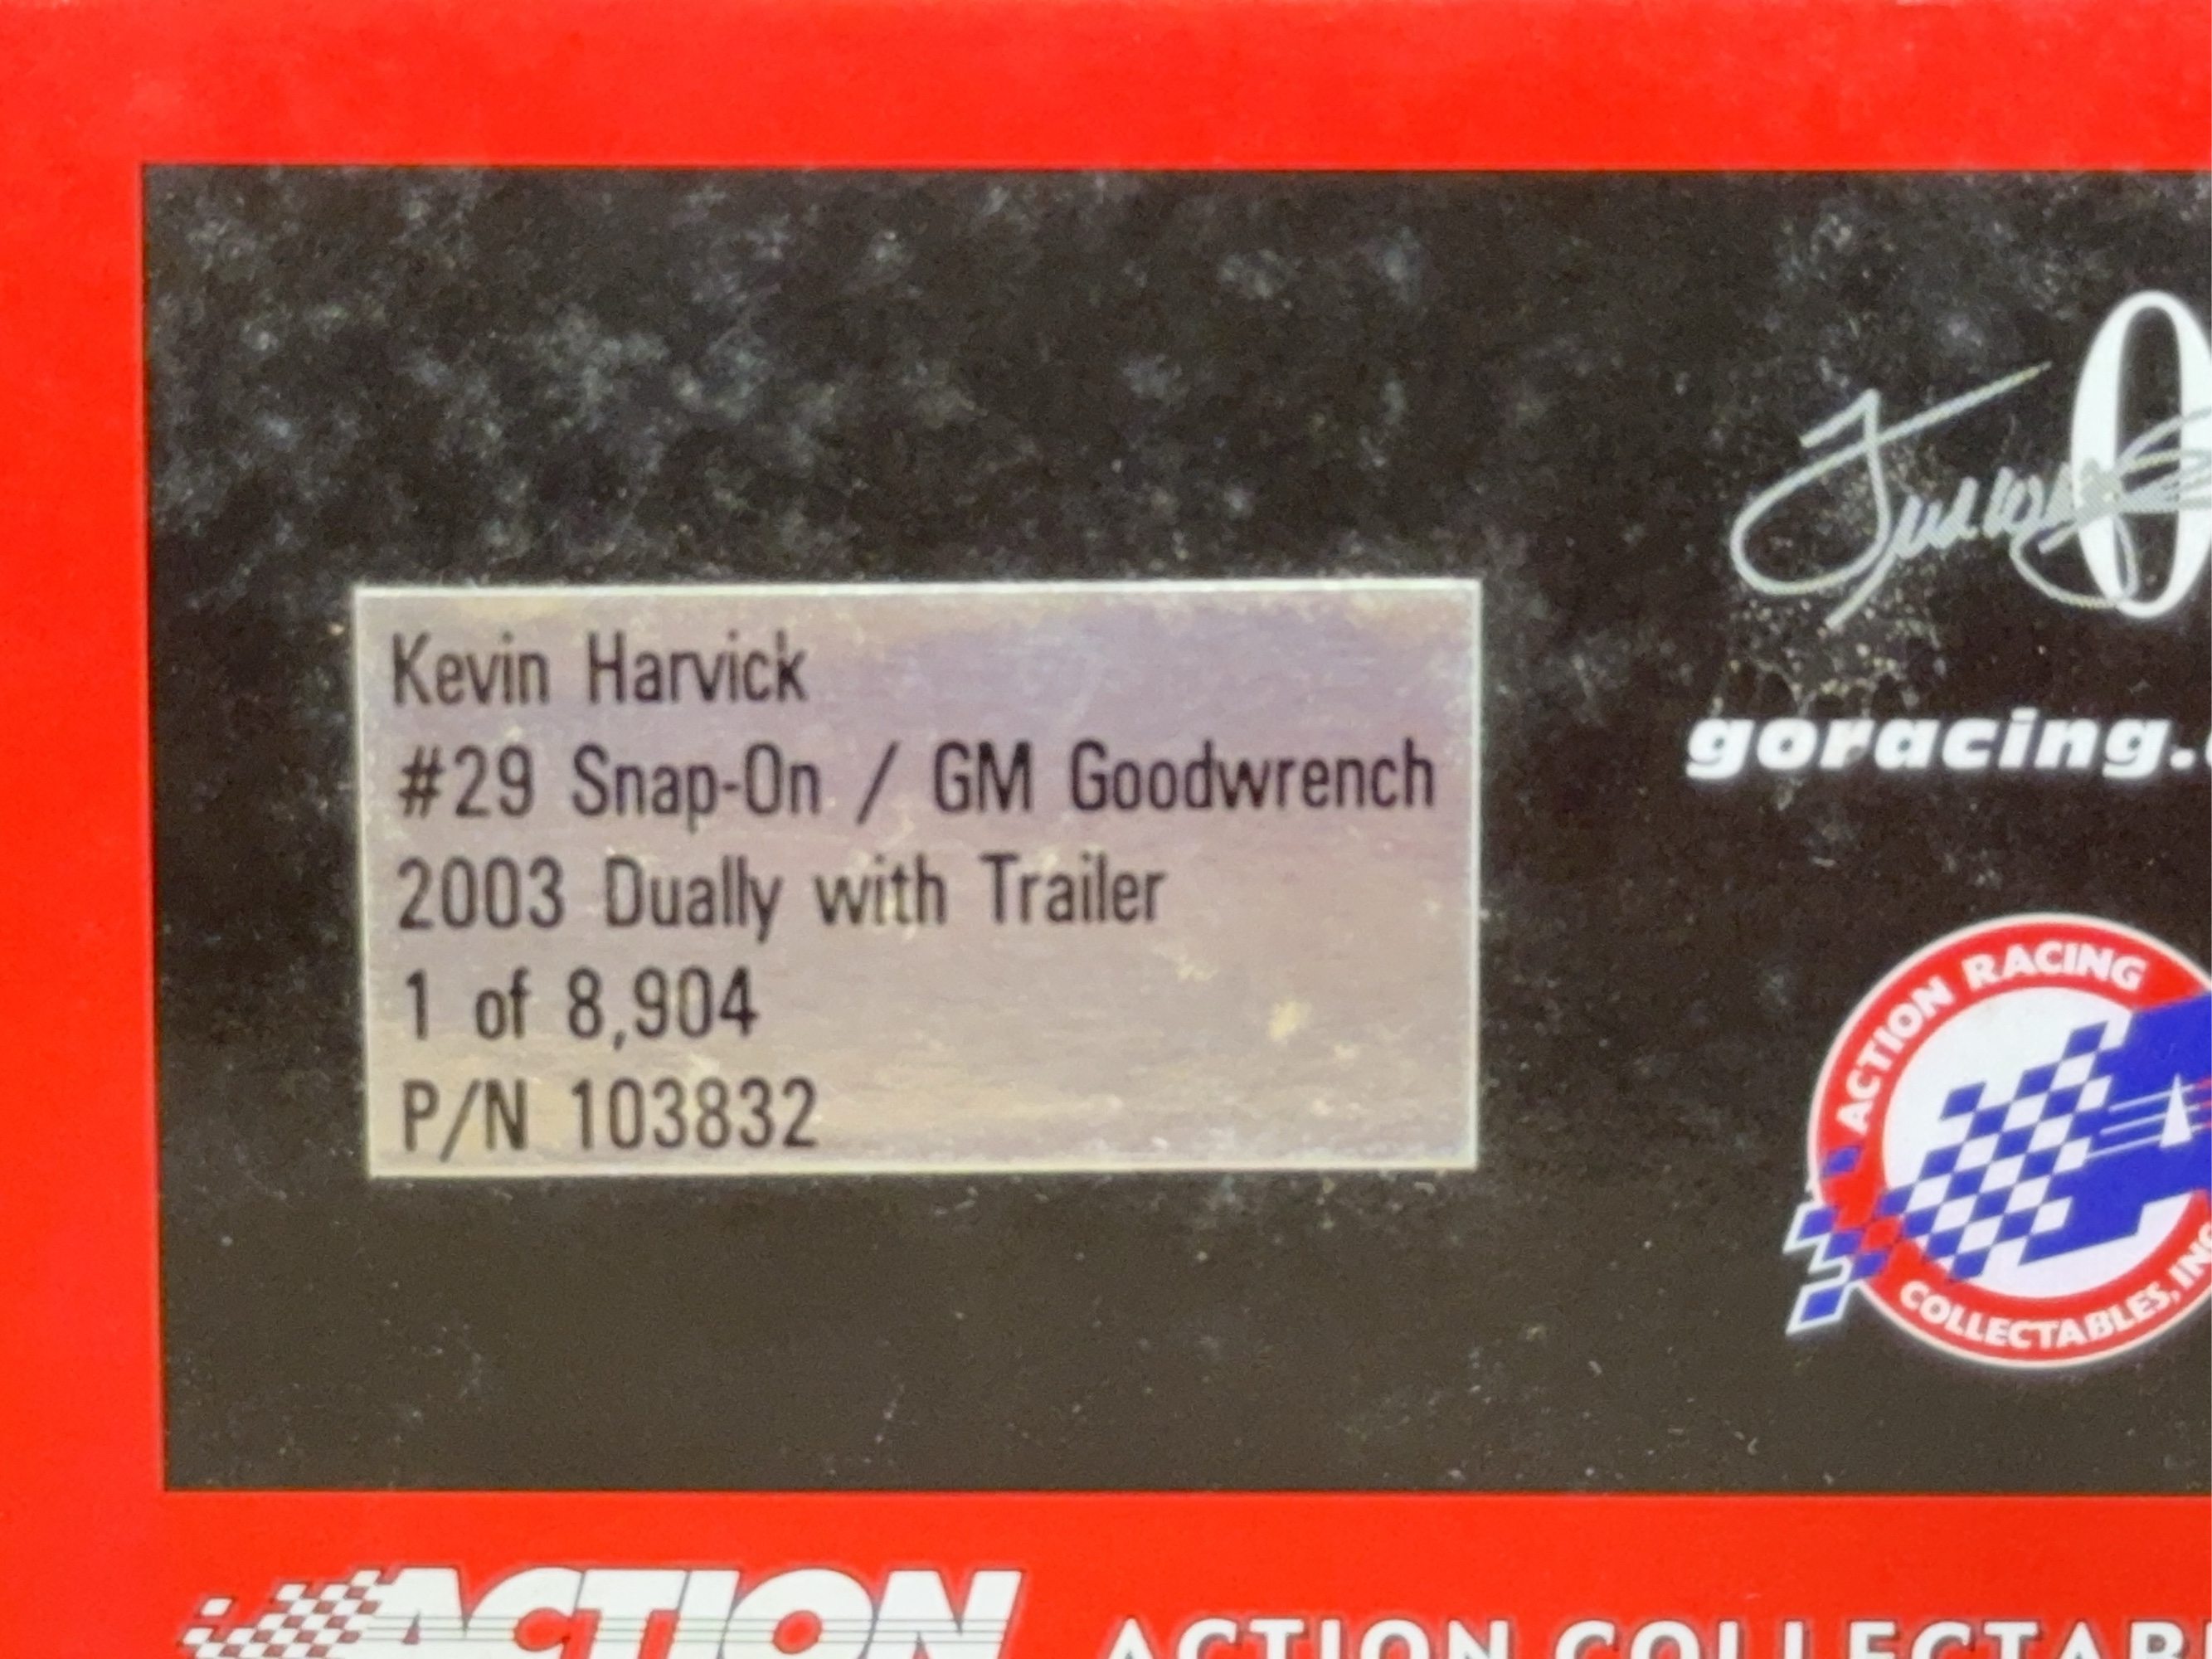 Kevin Harvick
#29 Snap-On / GM Goodwrench
2003 Dually with Trailer
1 of 8,904
P/N 103832
goracing.
ACTION RACING
COLLECTABLES, INC
ACTION
ACTION COLLECTAB